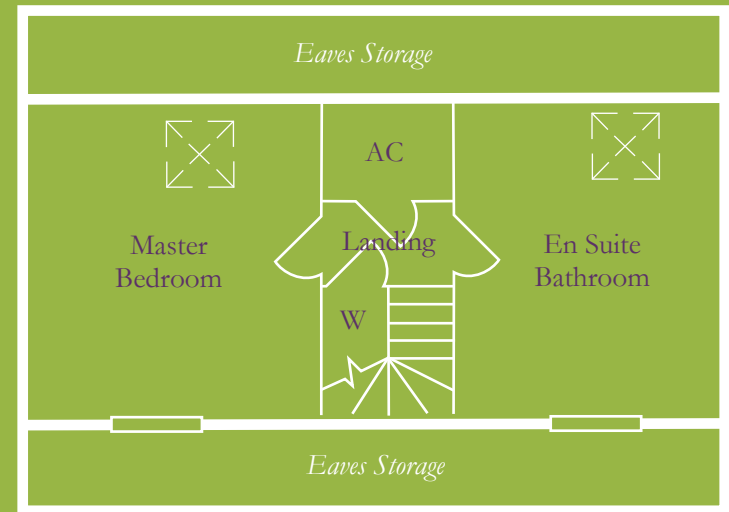 Eaves Storage
AC
Landing
Master
Bedroom
En Suite
Bathroom
W
Eaves Storage